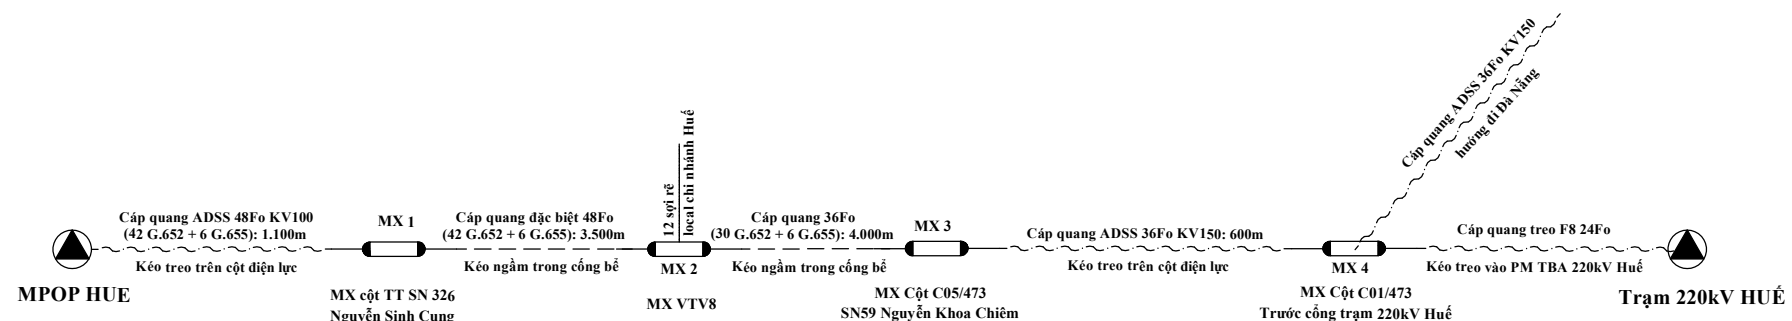 Cáp quang ADSS 36Fo KV150
hướng đi Đà Nẵng
12 sợi rẽ
local chi nhánh Huế
Cáp quang ADSS 48Fo KV100
(42 G.652 + 6 G.655): 1.100m
Kéo treo trên cột điện lực
MPOP HUE
MX 1
MX cột TT SN 326
Nguyễn Sinh Cung
Cáp quang đặc biệt 48Fo
(42 G.652 + 6 G.655): 3.500m
Kéo ngầm trong cống bể
MX 2
MX VTV8
Cáp quang 36Fo
(30 G.652 + 6 G.655): 4.000m
Kéo ngầm trong cống bể
MX 3
MX Cột C05/473
SN59 Nguyễn Khoa Chiêm
Cáp quang ADSS 36Fo KV150: 600m
Kéo treo trên cột điện lực
MX 4
MX Cột C01/473
Trước cổng trạm 220kV Huế
Cáp quang treo F8 24Fo
Kéo treo vào PM TBA 220kV Huế
Trạm 220kV HUẾ